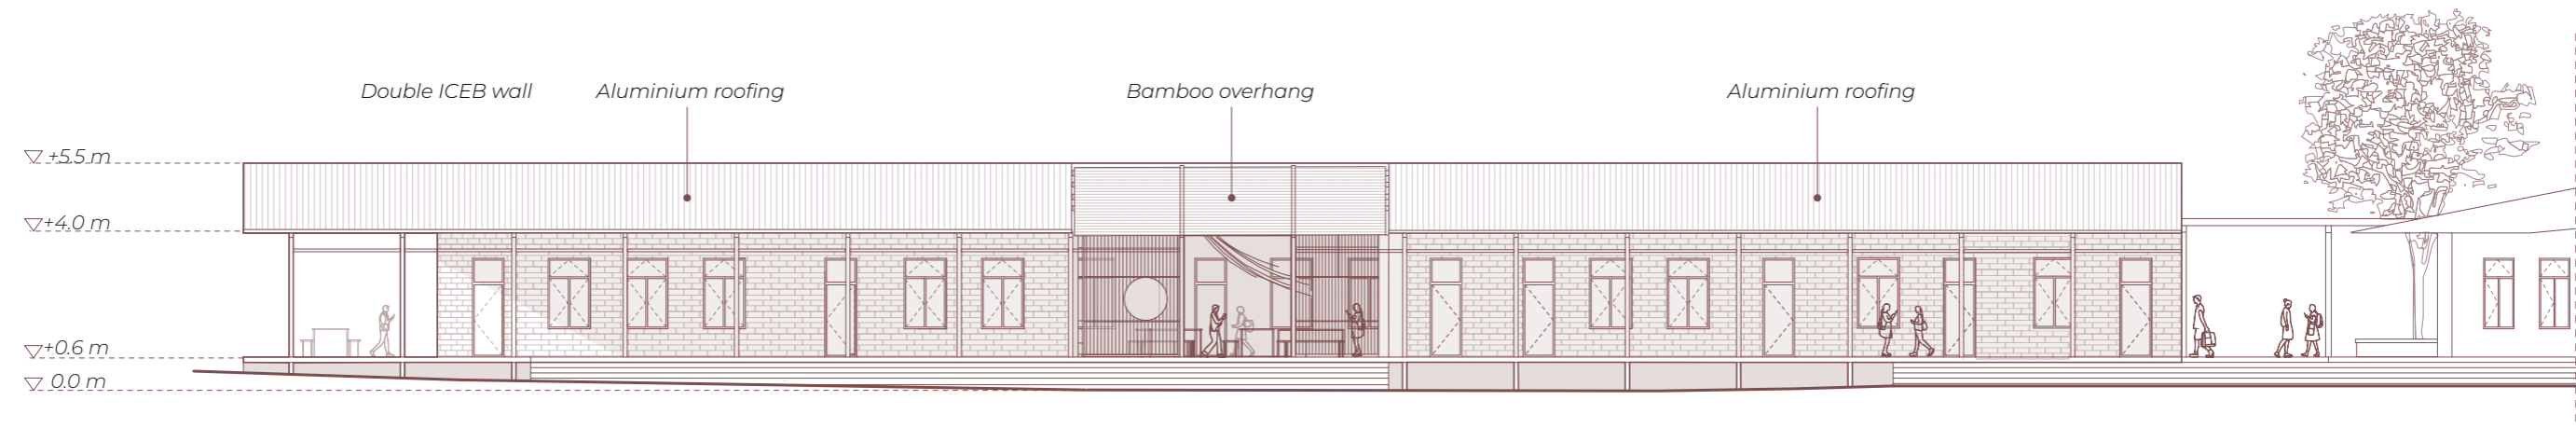 Double ICEB wall
Aluminium roofing
Bamboo overhang
Aluminium roofing
+5.5 m
+4.0 m
+0.6 m
0.0 m